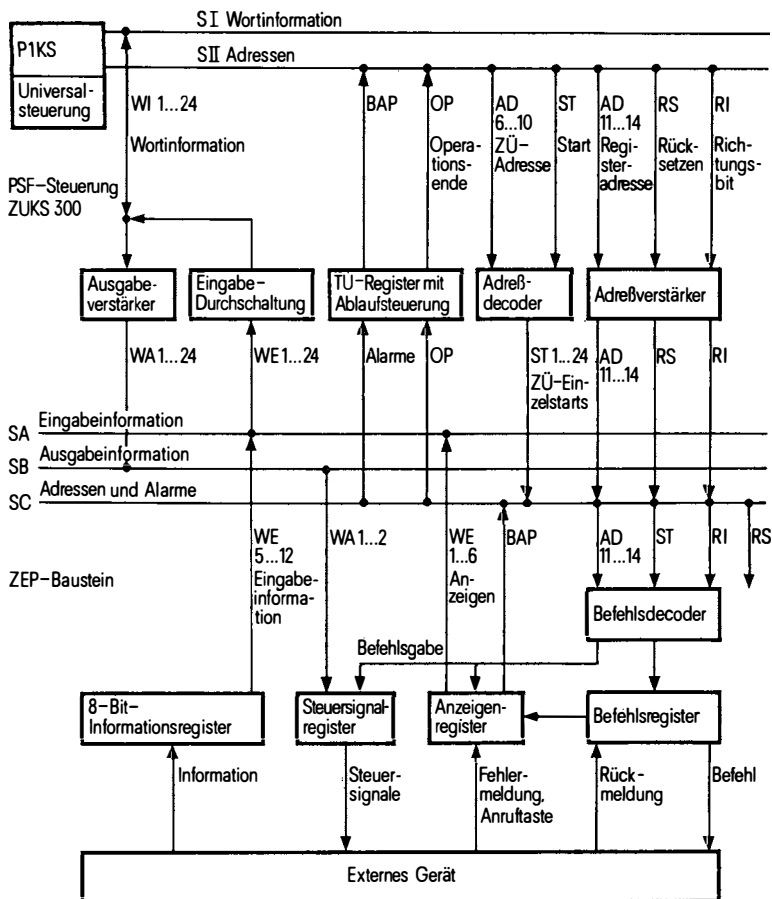 SI Wortinformation
P1KS
SII Adressen
Universal-
steuerung
WI 1...24
BAP
OP
AD
6...10
ZÜ-
Adresse
ST
AD
11...14
RS
RI
Wortinformation
Operations-
ende
Start
Regi-
ster-
adresse
Rück-
setzen
Rich-
tungs-
bit
PSF-Steuerung
ZUKS 300
Ausgabe-
verstärker
Eingabe-
Durchschaltung
TÜ-Register mit
Ablaufsteuerung
Adreß-
decoder
Adreßverstärker
WA 1...24
WE 1...24
Alarme
OP
ST 1...24
ZÜ-Ein-
zelstarts
AD
11...14
RS
RI
SA Eingabeinformation
SB Ausgabeinformation
SC Adressen und Alarme
WE
5...12
Eingabe-
informa-
tion
WA 1...2
WE
1...6
An-
zeigen
BAP
AD
11...14
ST
RI
RS
ZEP-Baustein
Befehlsdecoder
Befehlsgabe
8-Bit-
Informationsregister
Steuersignal-
register
Anzeigen-
register
Befehlsregister
Information
Steuer-
signale
Fehler-
meldung,
Anruftaste
Rück-
meldung
Befehl
Externes Gerät